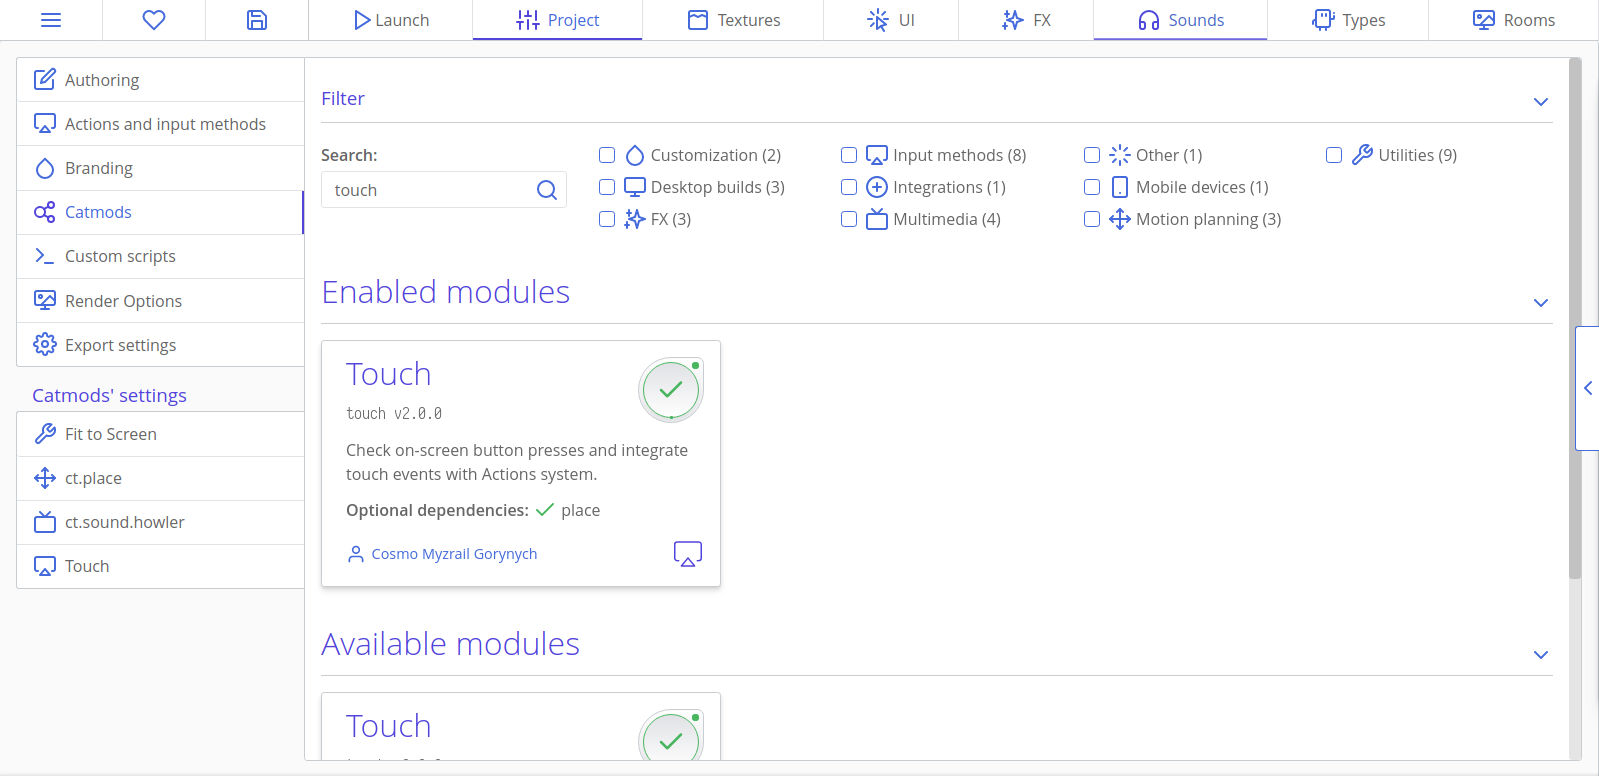 Launch
Project
Textures
UI
FX
Sounds
Types
Rooms
Authoring
Actions and input methods
Branding
Catmods
Custom scripts
Render Options
Export settings
Catmods' settings
Fit to Screen
ct.place
ct.sound.howler
Touch
Filter
Search:
touch
Customization (2)
Desktop builds (3)
FX (3)
Input methods (8)
Integrations (1)
Multimedia (4)
Other (1)
Mobile devices (1)
Motion planning (3)
Utilities (9)
Enabled modules
Touch
touch v2.0.0
Check on-screen button presses and integrate
touch events with Actions system.
Optional dependencies: place
Cosmo Myzrail Gorynych
Available modules
Touch